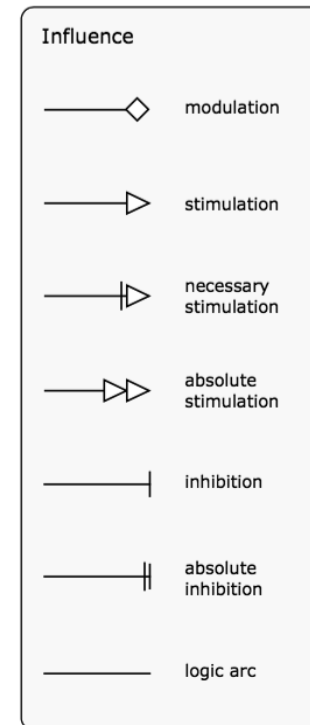 Influence
modulation
stimulation
necessary
stimulation
absolute
stimulation
inhibition
absolute
inhibition
logic arc